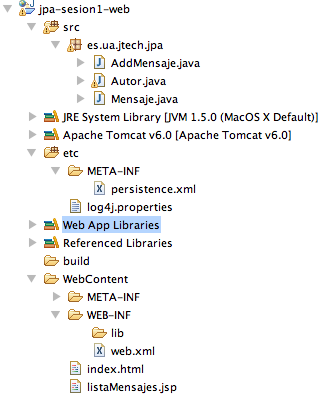 jpa-sesion1-web
src
es.ua.jtech.jpa
AddMensaje.java
Autor.java
Mensaje.java
JRE System Library [JVM 1.5.0 (MacOS X Default)]
Apache Tomcat v6.0 [Apache Tomcat v6.0]
etc
META-INF
persistence.xml
log4j.properties
Web App Libraries
Referenced Libraries
build
WebContent
META-INF
WEB-INF
lib
web.xml
index.html
listaMensajes.jsp